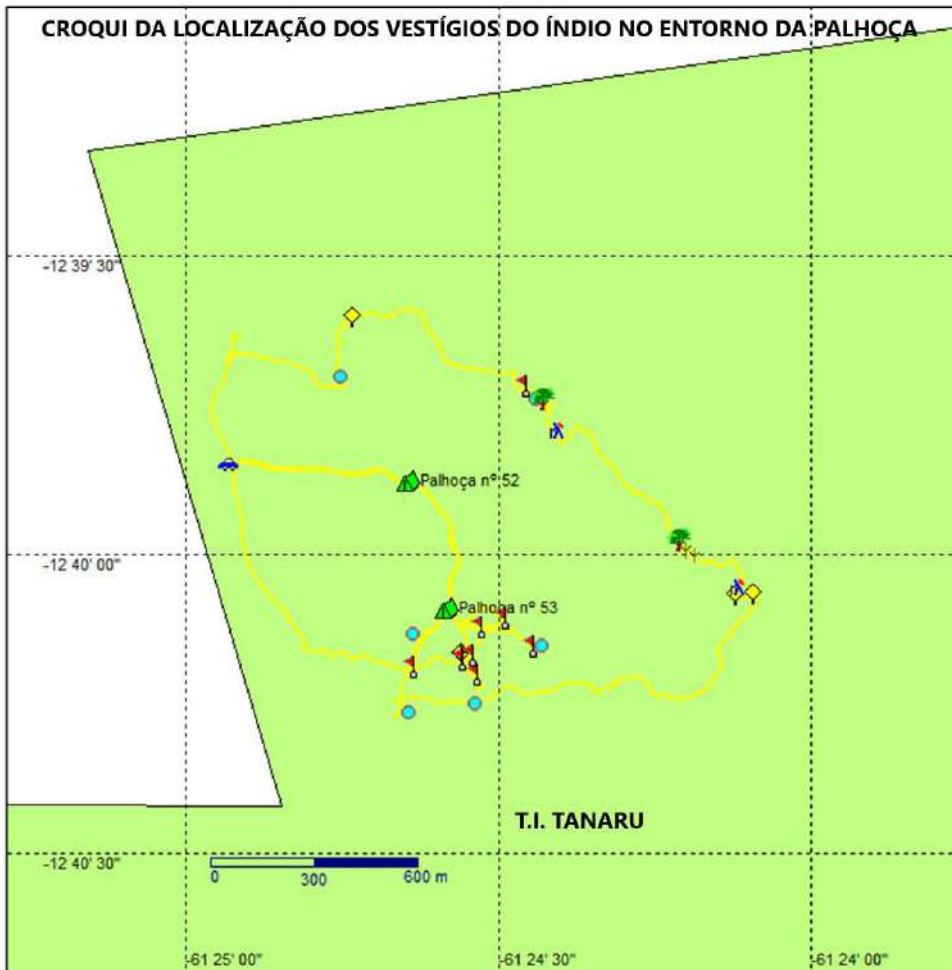 CROQUI DA LOCALIZAÇÃO DOS VESTÍGIOS DO ÍNDIO NO ENTORNO DA PALHOÇA
-12 39' 30"
Palhoça nº 52
-12 40' 00"
Palhoça nº 53
T.I. TANARU
-12 40' 30"
0 300 600 m
-61 25' 00" -61 24' 30" -61 24' 00"